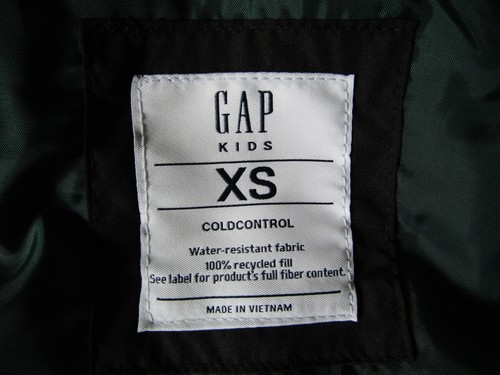 GAP
KIDS
XS
COLDCONTROL
Water-resistant fabric
100% recycled fill
See label for product's full fiber content.
MADE IN VIETNAM